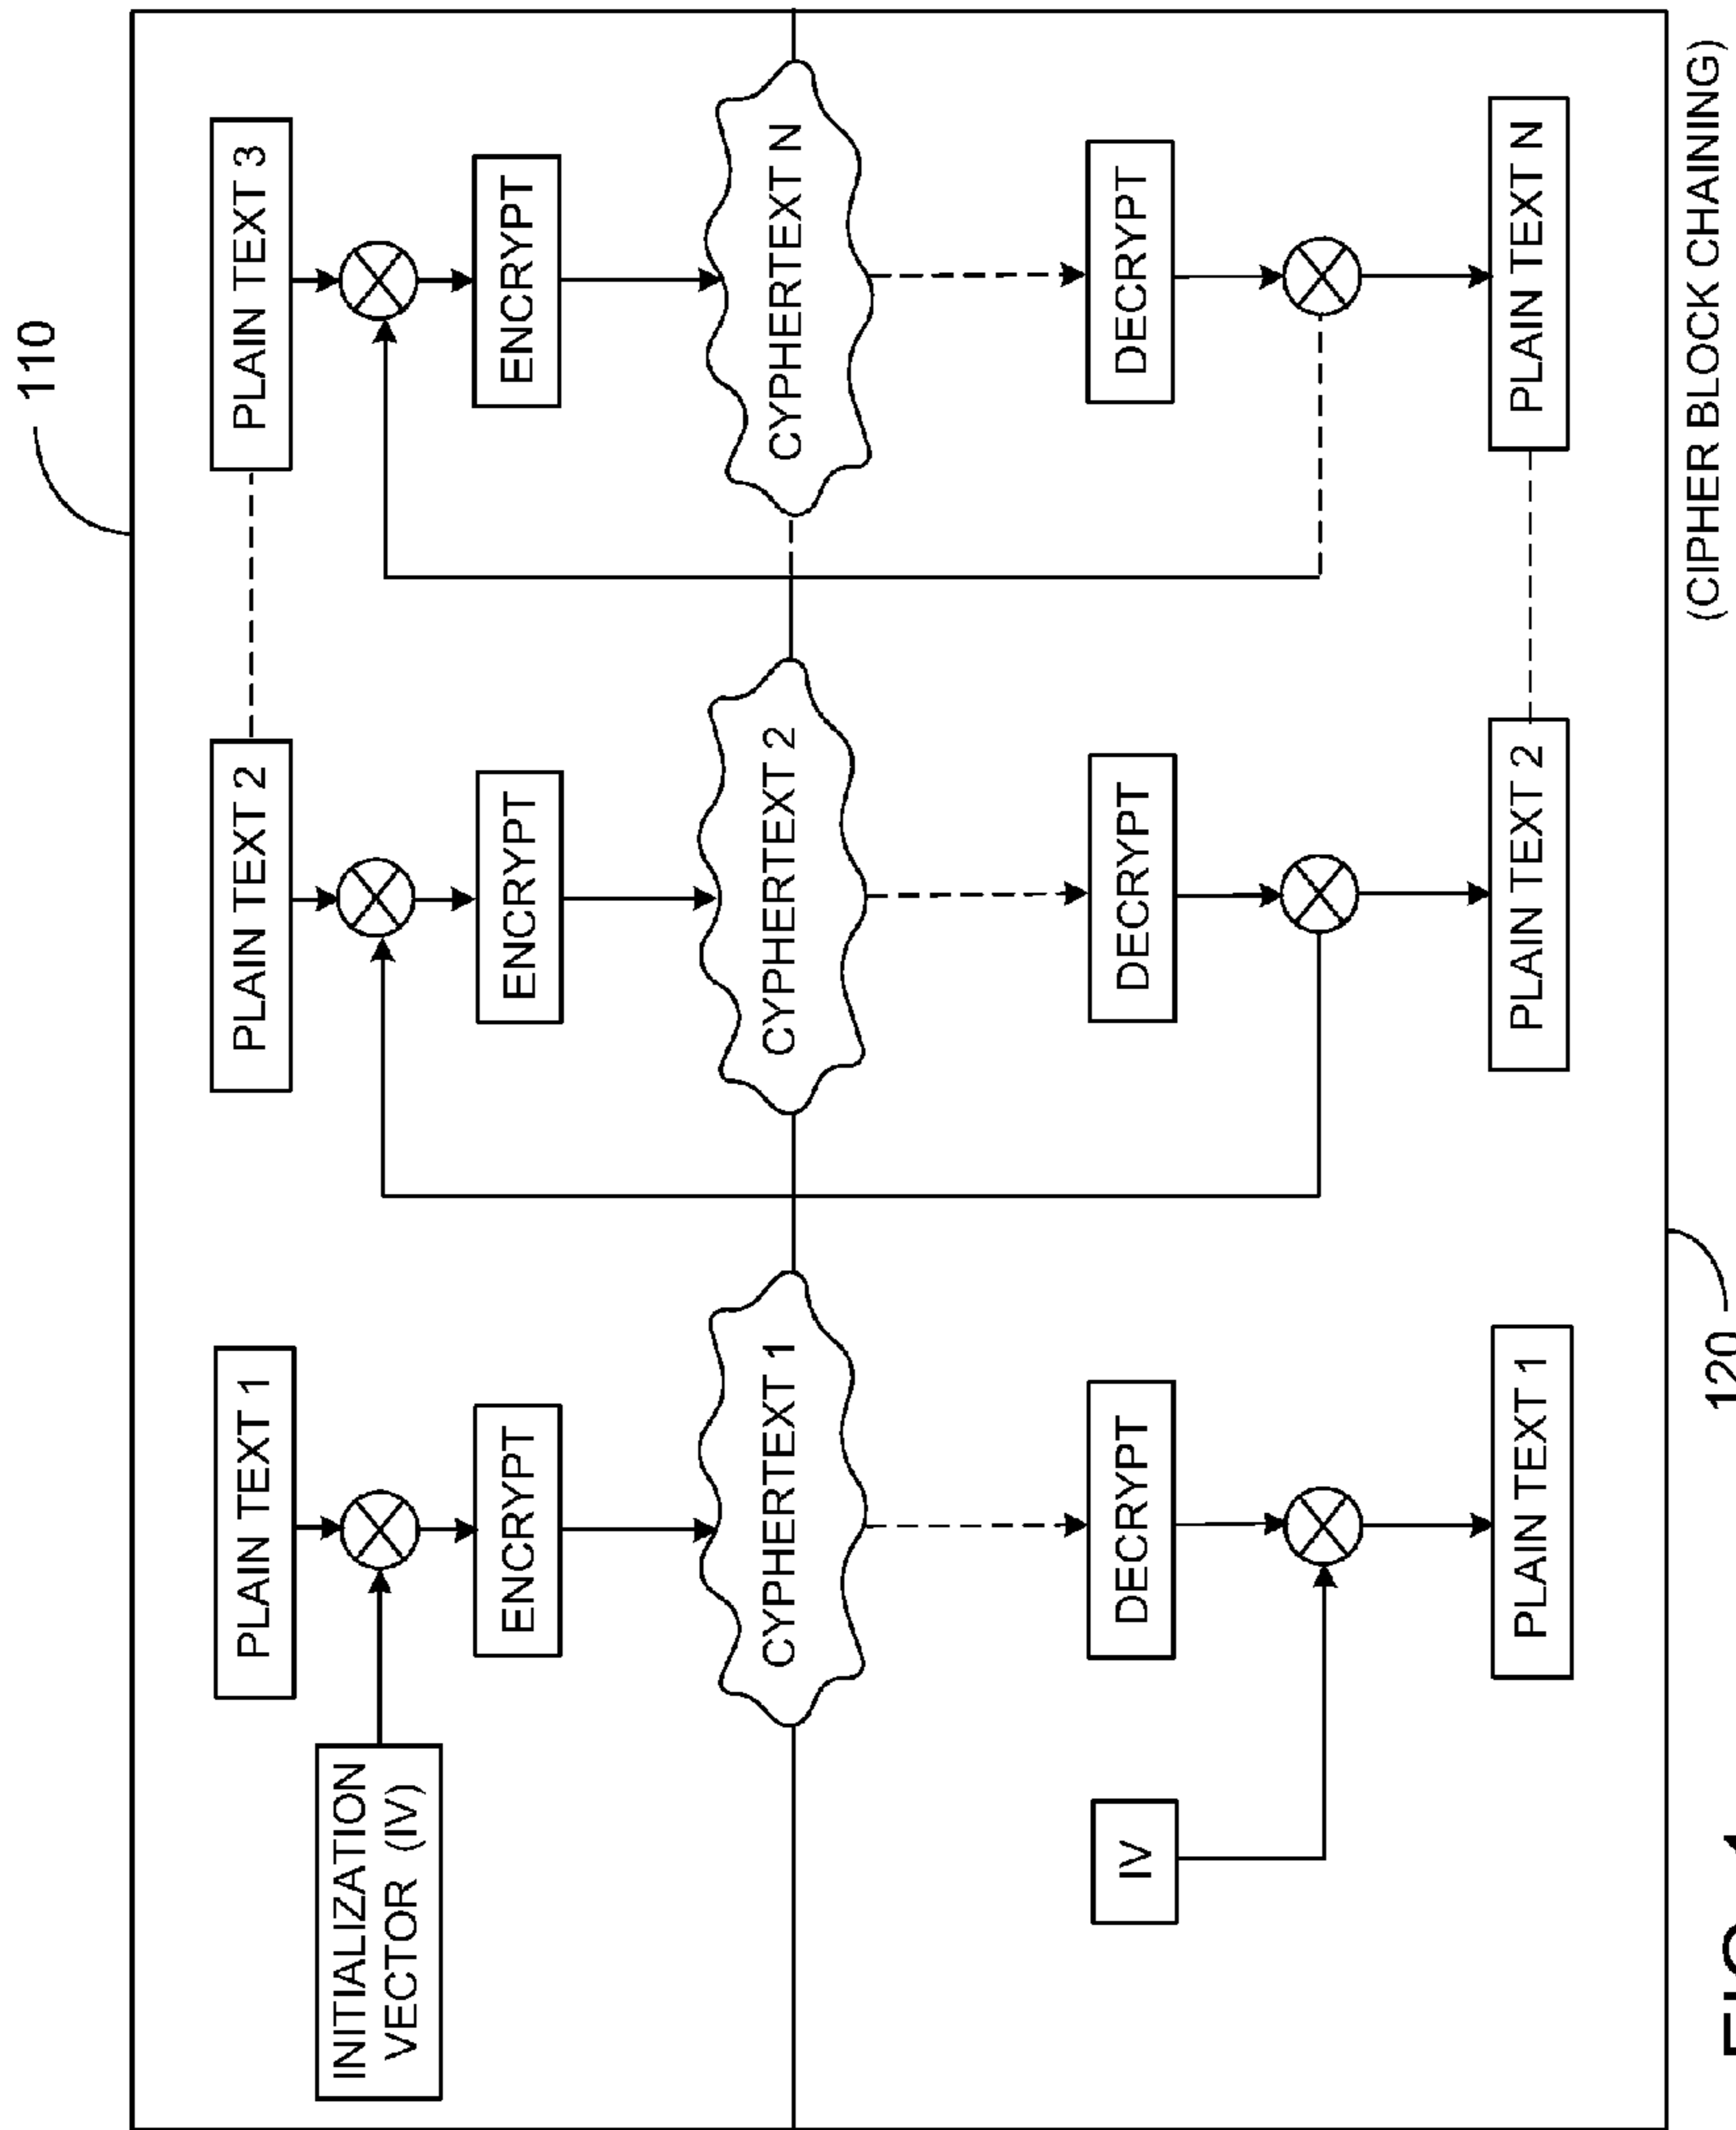 110
PLAIN TEXT 1
PLAIN TEXT 2
PLAIN TEXT 3
INITIALIZATION
VECTOR (IV)
ENCRYPT
ENCRYPT
ENCRYPT
CYPHERTEXT 1
CYPHERTEXT 2
CYPHERTEXT N
IV
DECRYPT
DECRYPT
DECRYPT
PLAIN TEXT 1
PLAIN TEXT 2
PLAIN TEXT N
120
(CIPHER BLOCK CHAINING)